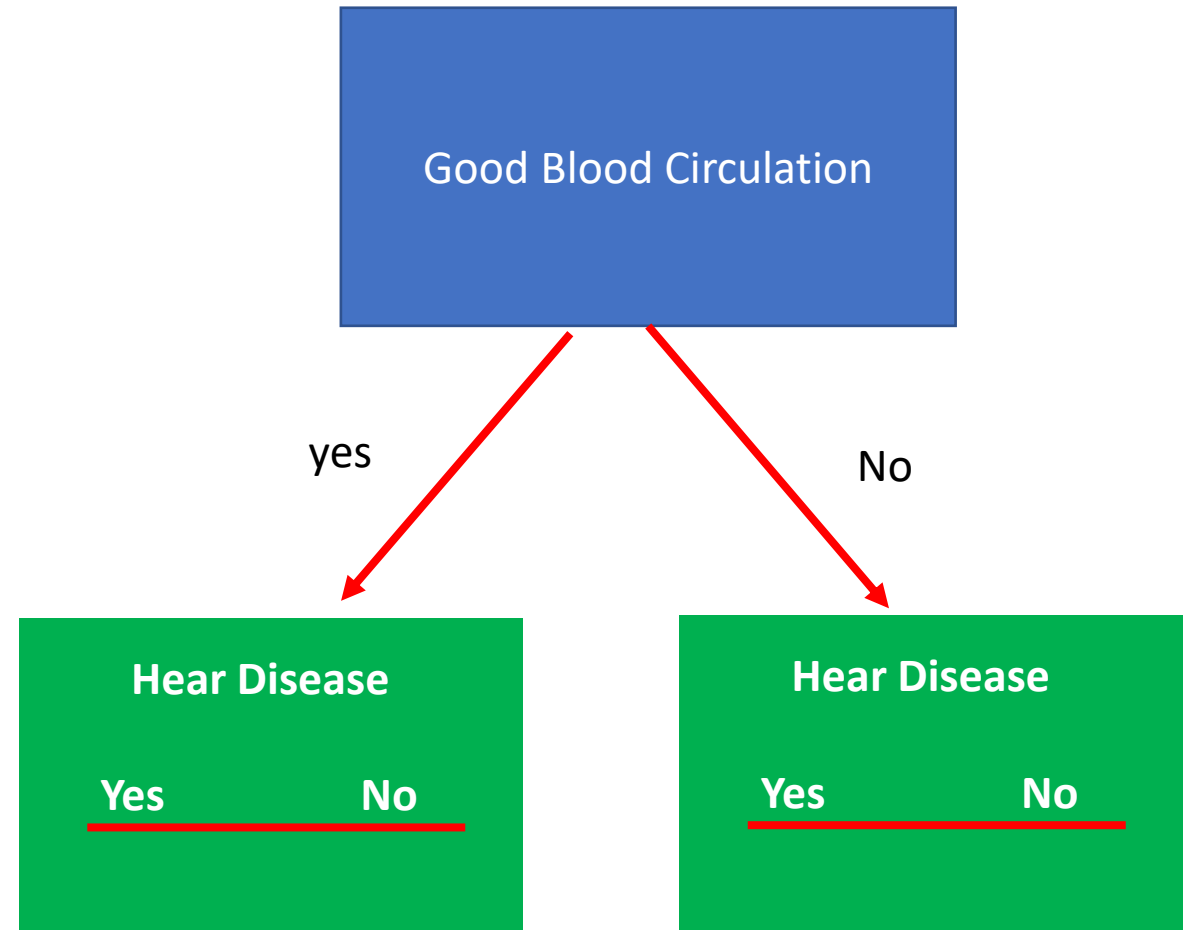 Good Blood Circulation
yes
No
Hear Disease
Yes No
Hear Disease
Yes No